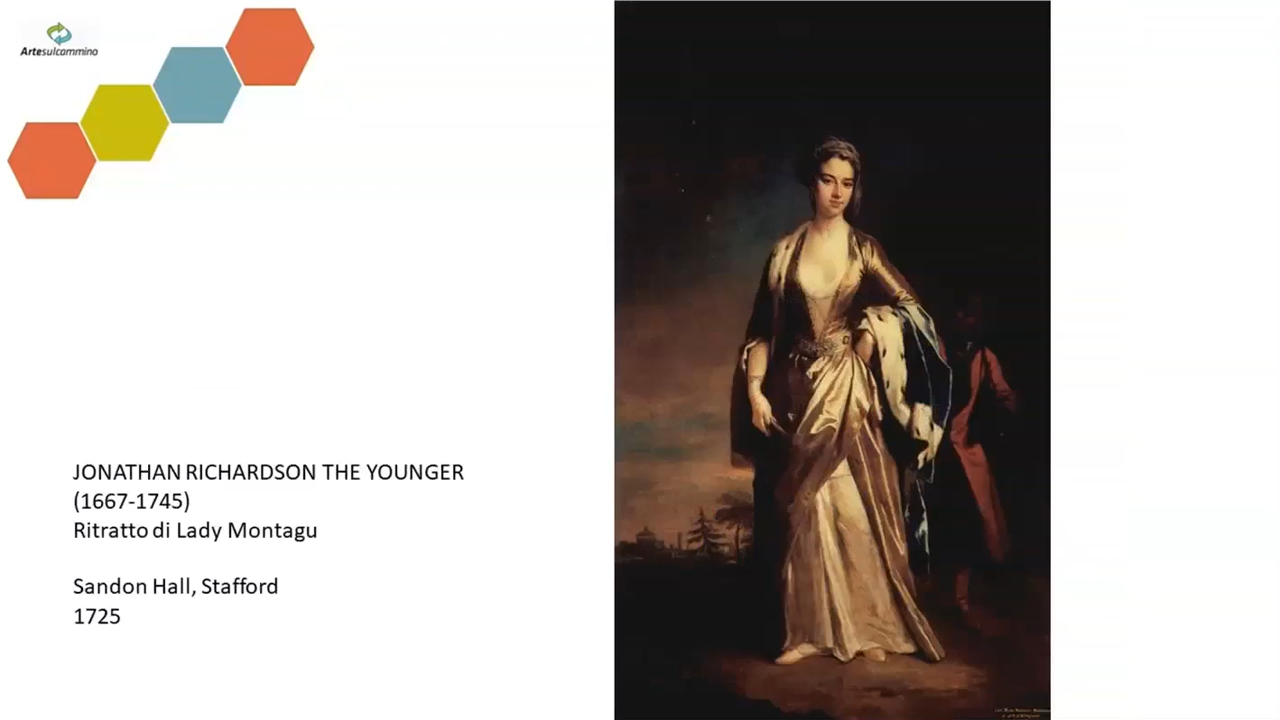 Artesulcammino
JONATHAN RICHARDSON THE YOUNGER
(1667-1745)
Ritratto di Lady Montagu
Sandon Hall, Stafford
1725